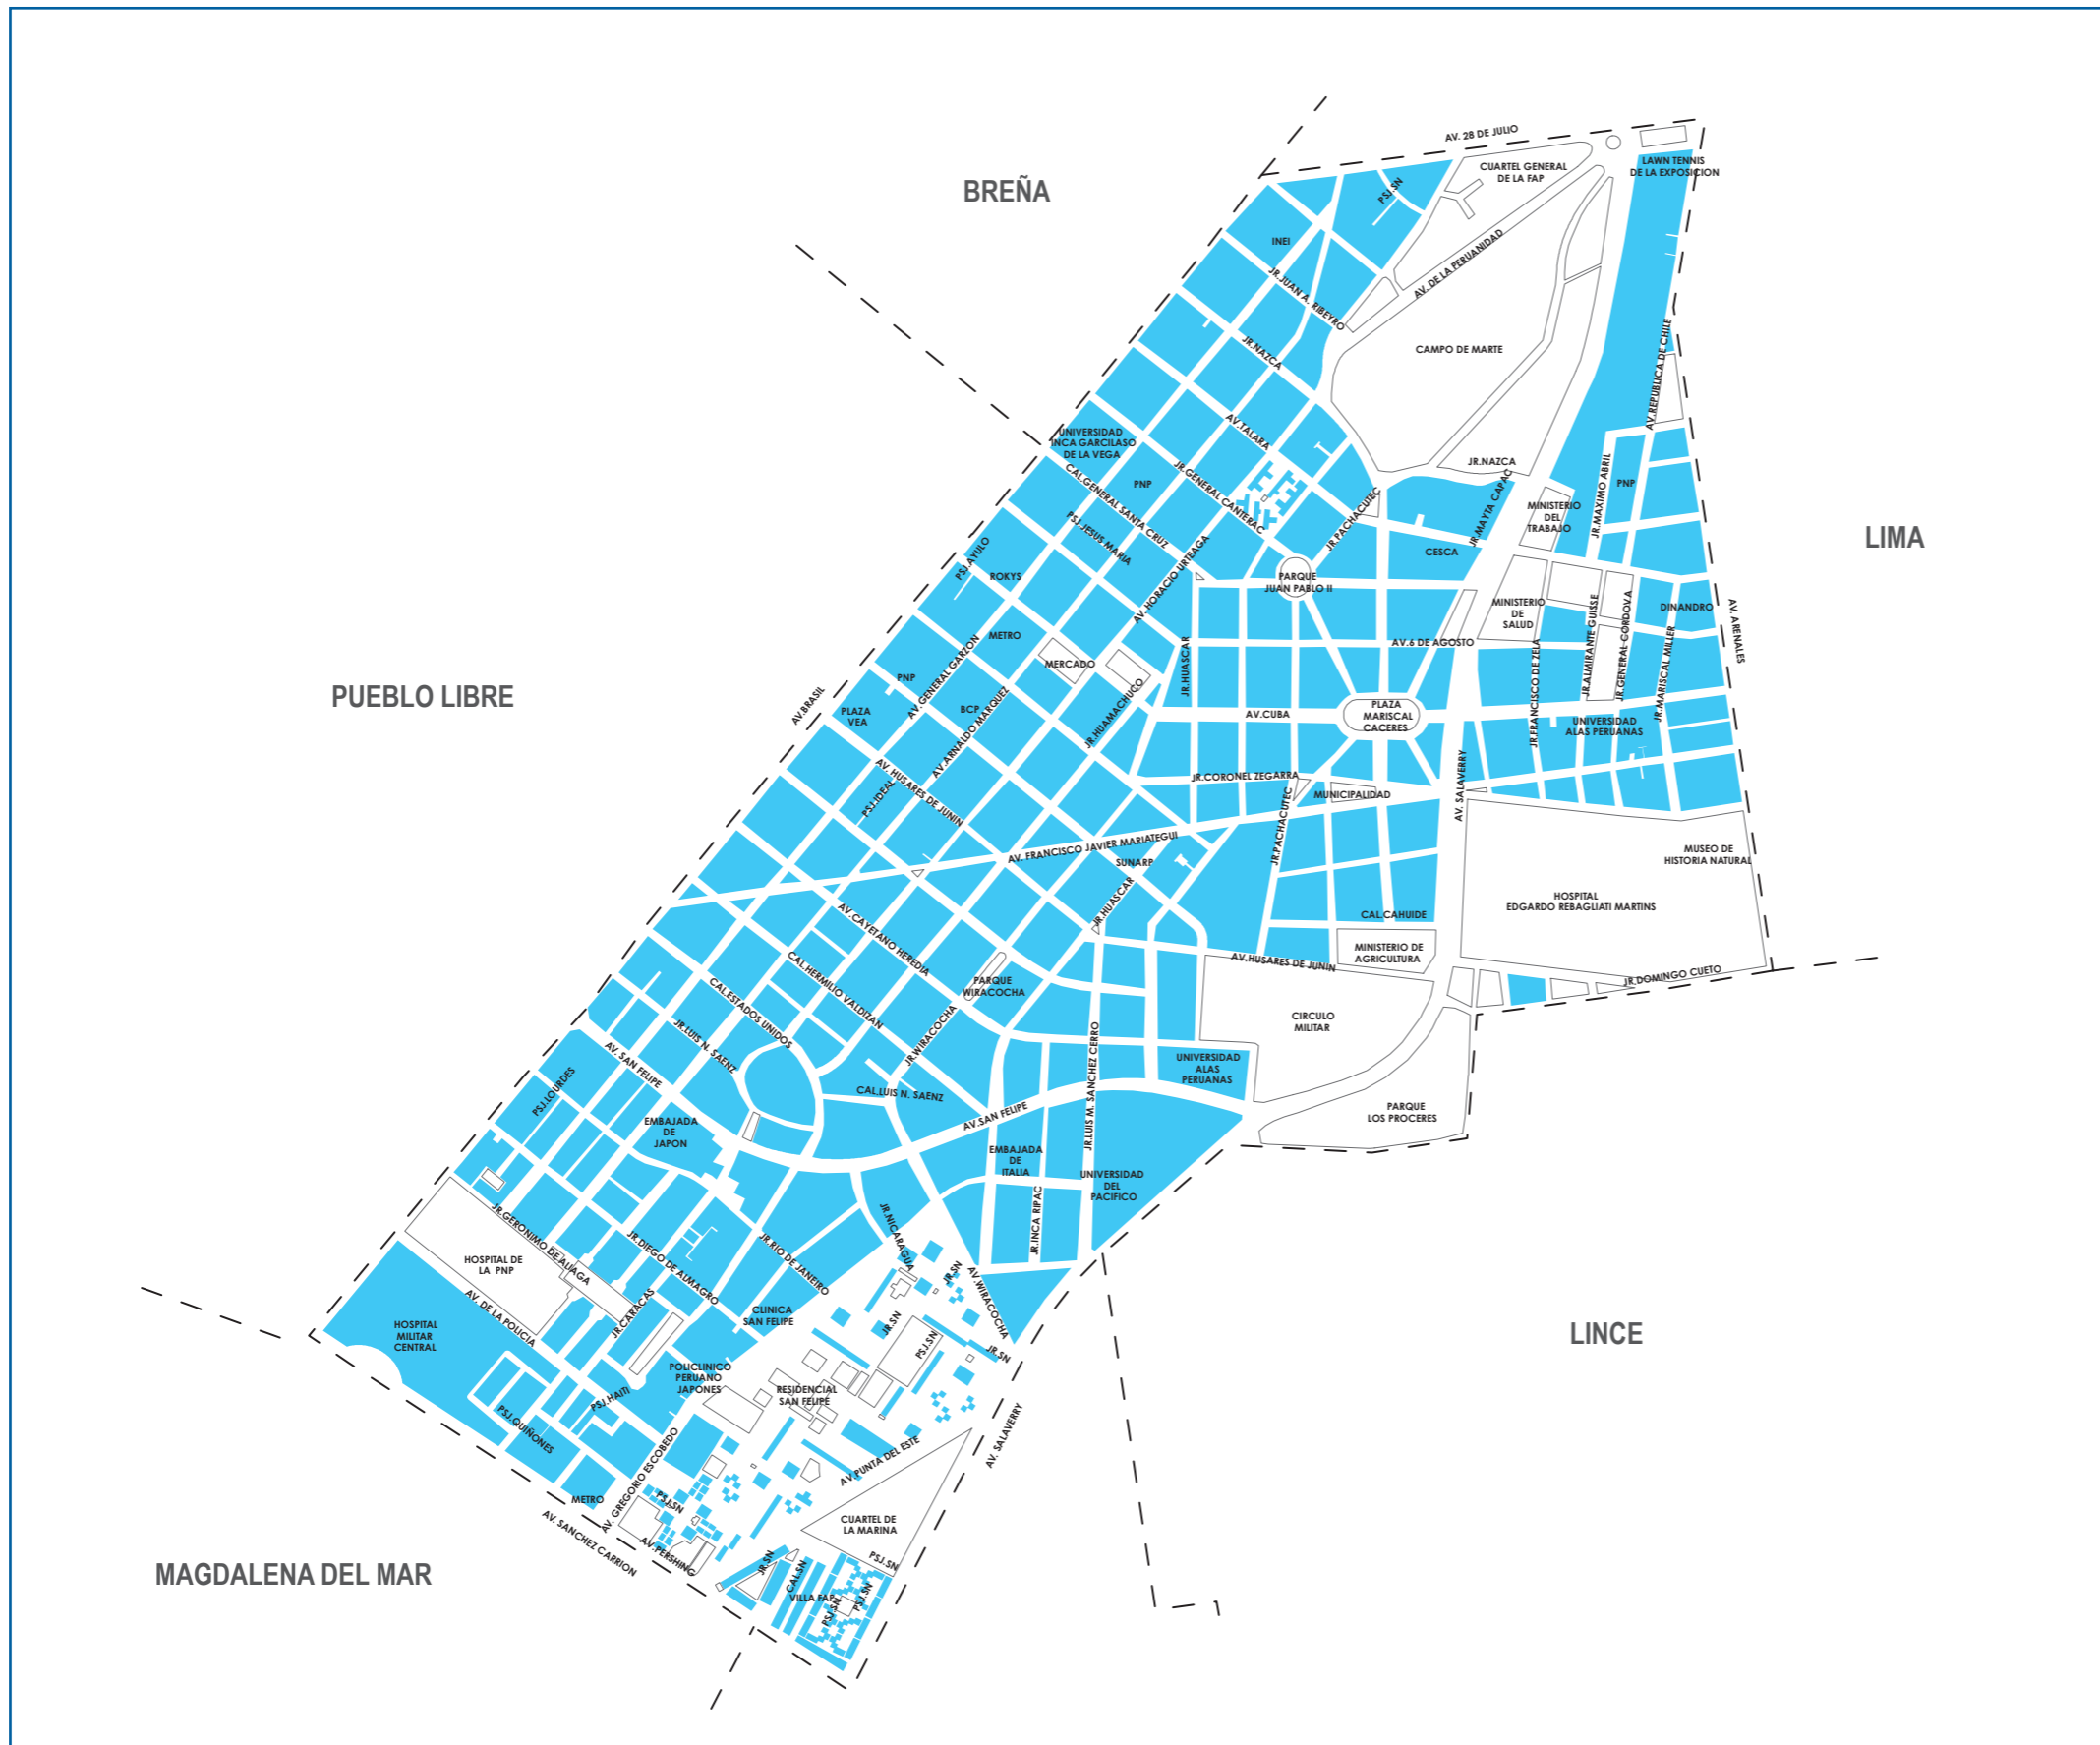 AV. 28 DE JULIO
CUARTEL GENERAL
DE LA FAP
LAWN TENNIS
DE LA EXPOSICION
BREÑA
PSJ.SN
INEI
AV. DE LA PERUANIDAD
JR.JUAN A. RIBEYRO
JR.NAZCA
CAMPO DE MARTE
AV.REPUBLICA DE CHILE
AV.TALARA
UNIVERSIDAD
INCA GARCILASO
DE LA VEGA
JR.NAZCA
CAL.GENERAL SANTA CRUZ
PNP
JR.GENERAL CANTERAC
JR.PACHACUTEC
JR.MAYTA CAPAC
MINISTERIO
DEL
TRABAJO
JR.MAXIMO ABRIL
PNP
LIMA
PSJ.JESUS MARIA
CESCA
PSJ.AYULO
ROKYS
AV.HORACIO URTEAGA
PARQUE
JUAN PABLO II
MINISTERIO
DE
SALUD
JR.ALMIRANTE GUISSE
JR.GENERAL CORDOVA
DINANDRO
AV. ARENALES
METRO
MERCADO
JR.HUASCAR
AV.6 DE AGOSTO
JR.FRANCISCO DE ZELA
JR.MARISCAL MILLER
PUEBLO LIBRE
AV.BRASIL
PNP
PLAZA
VEA
AV.GENERAL GARZON
BCP
AV.ARNALDO MARQUEZ
JR.HUAMACHUCO
AV.CUBA
PLAZA
MARISCAL
CACERES
UNIVERSIDAD
ALAS PERUANAS
AV. HUSARES DE JUNIN
PSJ.IDEAL
JR.CORONEL ZEGARRA
MUNICIPALIDAD
AV. SALAVERRY
AV. FRANCISCO JAVIER MARIATEGUI
SUNARP
JR.PACHACUTEC
MUSEO DE
HISTORIA NATURAL
HOSPITAL
EDGARDO REBAGLIATI MARTINS
JR.HUASCAR
CAL.CAHUIDE
AV.CAYETANO HEREDIA
MINISTERIO DE
AGRICULTURA
AV.HUSARES DE JUNIN
JR.DOMINGO CUETO
CAL.HERMILIO VALDIZAN
PARQUE
WIRACOCHA
CAL.ESTADOS UNIDOS
JR.LUIS N. SAENZ
JR.WIRACOCHA
CIRCULO
MILITAR
AV. SAN FELIPE
JR.LUIS M. SANCHEZ CERRO
UNIVERSIDAD
ALAS
PERUANAS
PSJ.LOURDES
CAL.LUIS N. SAENZ
AV.SAN FELIPE
PARQUE
LOS PROCERES
EMBAJADA
DE
JAPON
EMBAJADA
DE
ITALIA
UNIVERSIDAD
DEL
PACIFICO
JR.INCA RIPAC
JR.GERONIMO DE ALIAGA
JR.NICARAGUA
HOSPITAL DE
LA PNP
JR.DIEGO DE ALMAGRO
JR.RIO DE JANEIRO
JR.SN
AV.WIRACOCHA
AV. DE LA POLICIA
JR.CARACAS
CLINICA
SAN FELIPE
JR.SN
PSJ.SN
JR.SN
HOSPITAL
MILITAR
CENTRAL
LINCE
POLICLINICO
PERUANO
JAPONES
RESIDENCIAL
SAN FELIPE
PSJ.HAITI
PSJ.QUIÑONES
AV. SALAVERRY
AV.PUNTA DEL ESTE
METRO
AV. GREGORIO ESCOBEDO
PSJ.SN
CUARTEL DE
LA MARINA
AV. SANCHEZ CARRION
AV.PERSHING
MAGDALENA DEL MAR
JR.SN
CAL.SN
PSJ.SN
VILLA FAP
PSJ.SN
PSJ.SN